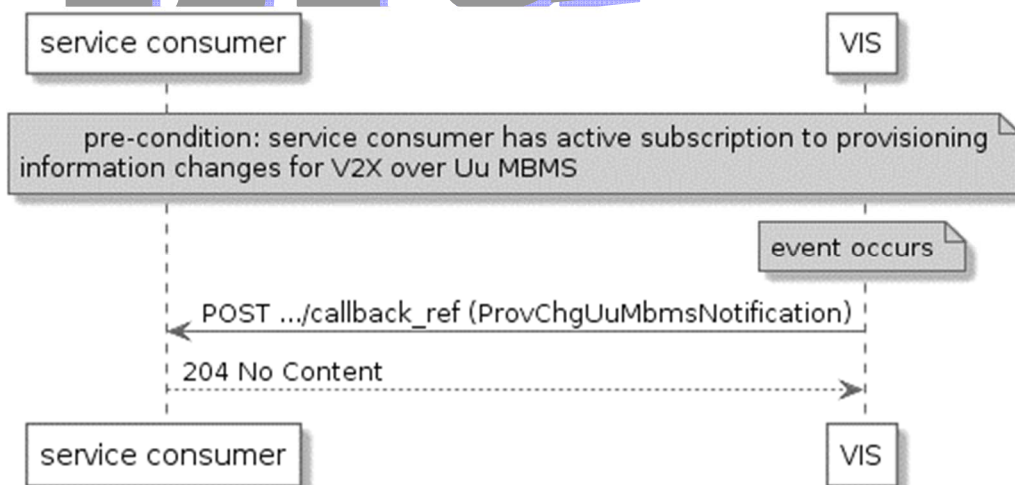 service consumer
VIS
pre-condition: service consumer has active subscription to provisioning
information changes for V2X over Uu MBMS
event occurs
POST .../callback_ref (ProvChgUuMbmsNotification)
204 No Content
service consumer
VIS